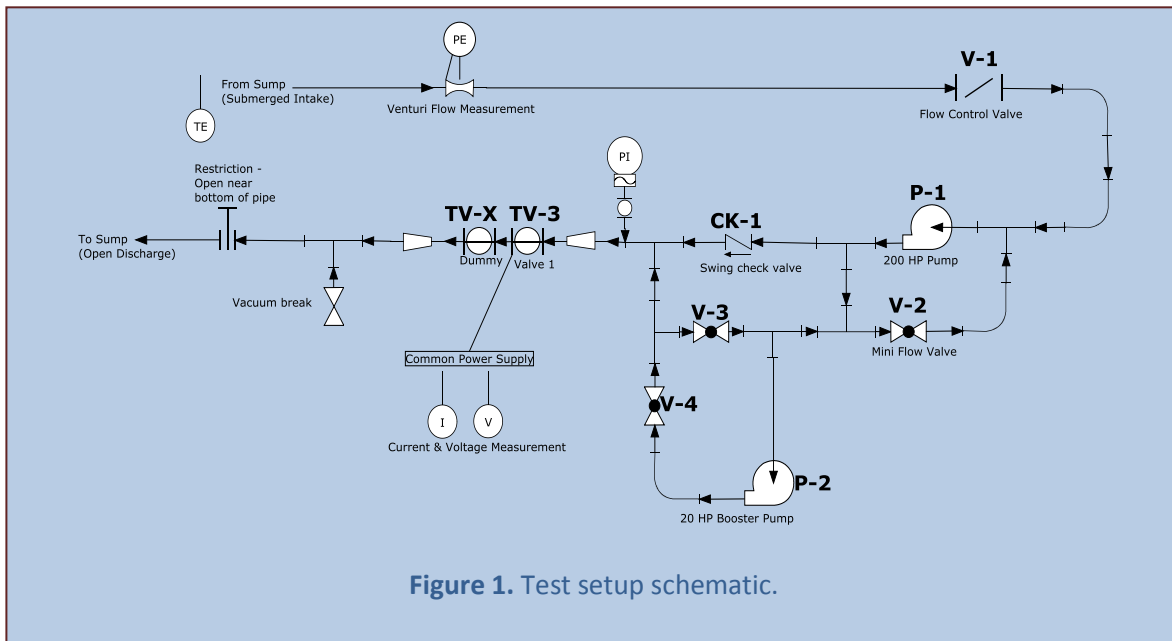 PE
V-1
From Sump
(Submerged Intake)
Venturi Flow Measurement
Flow Control Valve
TE
PI
Restriction -
Open near
bottom of pipe
P-1
TV-X
TV-3
CK-1
To Sump
(Open Discharge)
Dummy
Valve 1
Swing check valve
200 HP Pump
Vacuum break
V-3
V-2
Mini Flow Valve
Common Power Supply
V-4
I
V
Current & Voltage Measurement
P-2
20 HP Booster Pump
Figure 1. Test setup schematic.